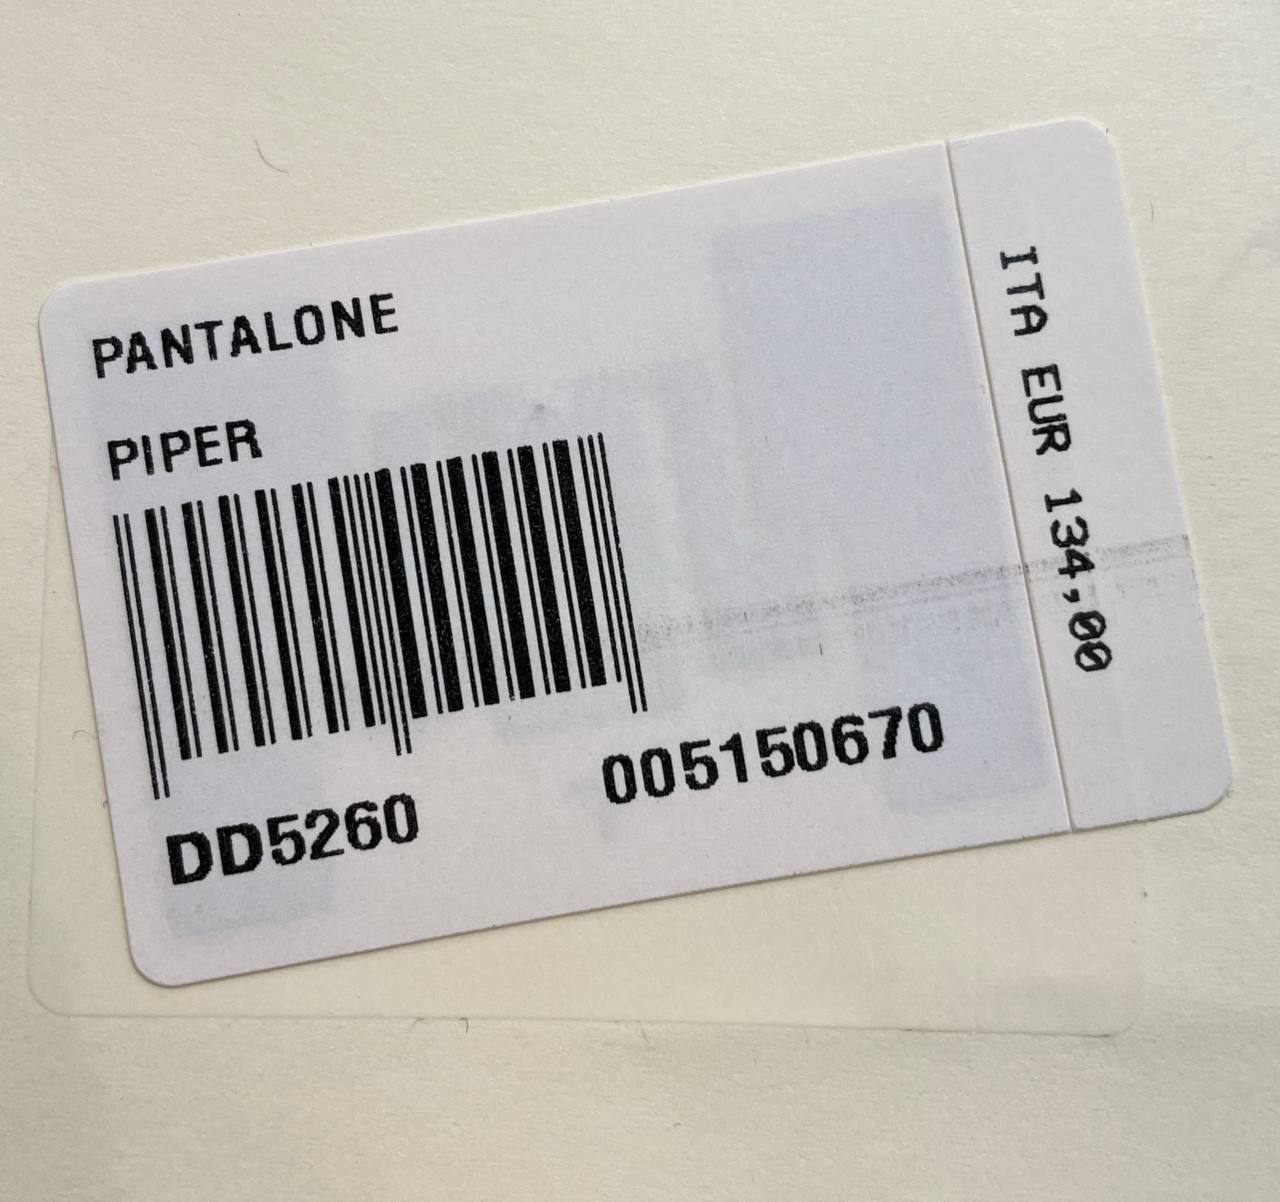 PANTALONE
PIPER
DD5260
005150670
ITA EUR 134,00